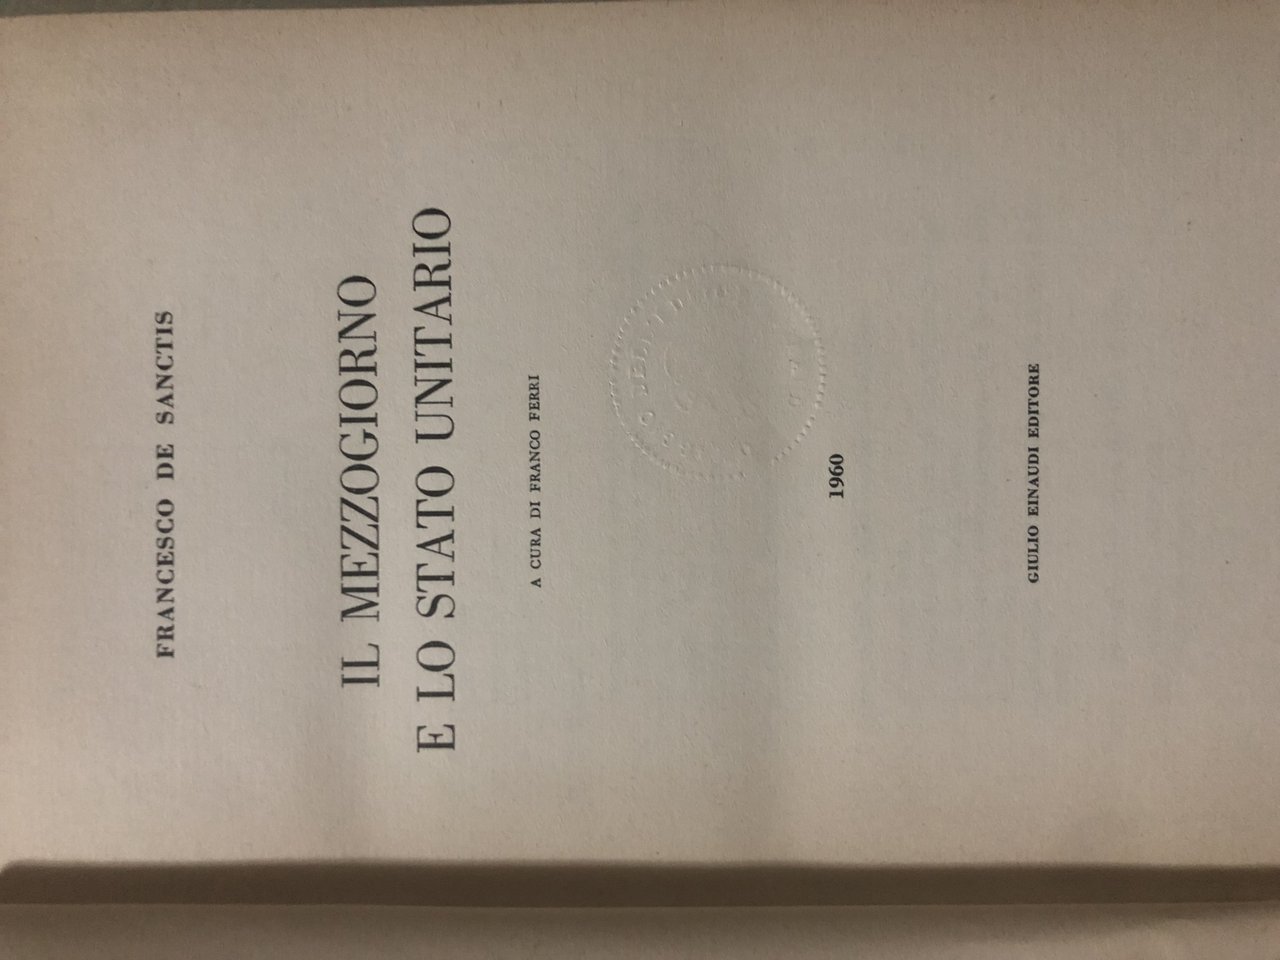 FRANCESCO DE SANCTIS
IL MEZZOGIORNO
E LO STATO UNITARIO
A CURA DI FRANCO FERRI
1960
GIULIO EINAUDI EDITORE